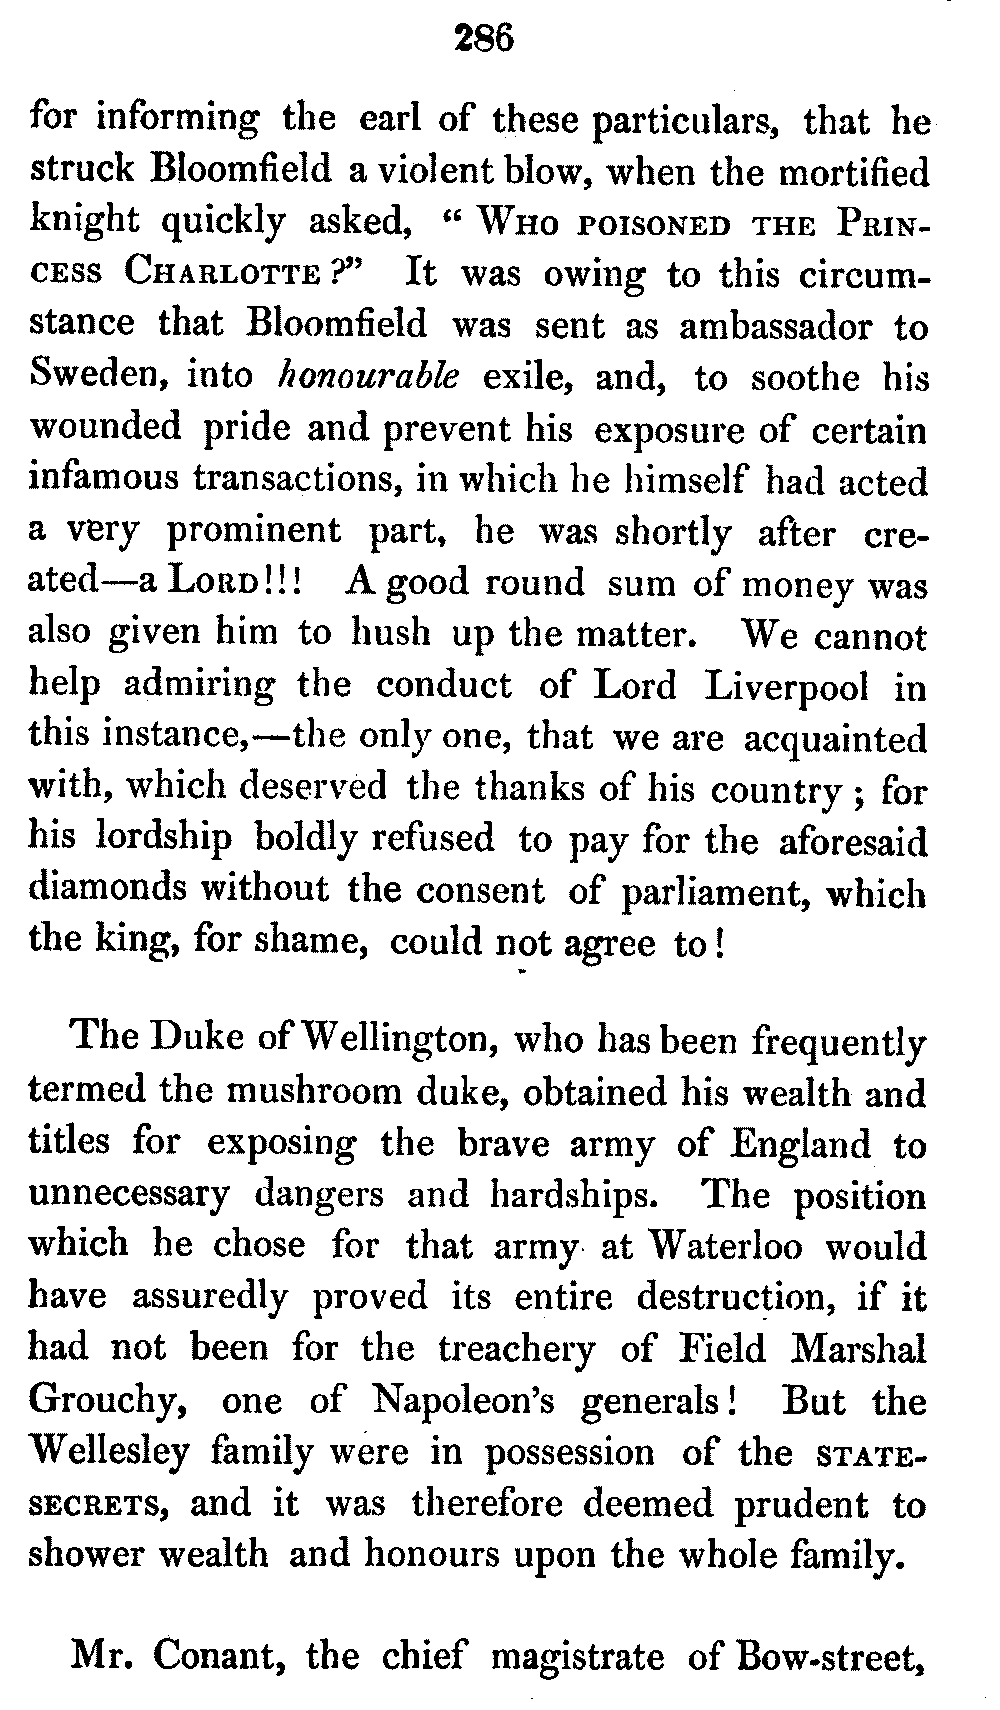 286
for informing the earl of these particulars, that he
struck Bloomfield a violent blow, when the mortified
knight quickly asked, “ WHO POISONED THE PRIN-
CESS CHARLOTTE ?” It was owing to this circum-
stance that Bloomfield was sent as ambassador to
Sweden, into honourable exile, and, to soothe his
wounded pride and prevent his exposure of certain
infamous transactions, in which he himself had acted
a very prominent part, he was shortly after cre-
ated—a LORD!!! A good round sum of money was
also given him to hush up the matter. We cannot
help admiring the conduct of Lord Liverpool in
this instance,—the only one, that we are acquainted
with, which deserved the thanks of his country ; for
his lordship boldly refused to pay for the aforesaid
diamonds without the consent of parliament, which
the king, for shame, could not agree to !
The Duke of Wellington, who has been frequently
termed the mushroom duke, obtained his wealth and
titles for exposing the brave army of England to
unnecessary dangers and hardships. The position
which he chose for that army at Waterloo would
have assuredly proved its entire destruction, if it
had not been for the treachery of Field Marshal
Grouchy, one of Napoleon’s generals! But the
Wellesley family were in possession of the STATE-
SECRETS, and it was therefore deemed prudent to
shower wealth and honours upon the whole family.
Mr. Conant, the chief magistrate of Bow-street,